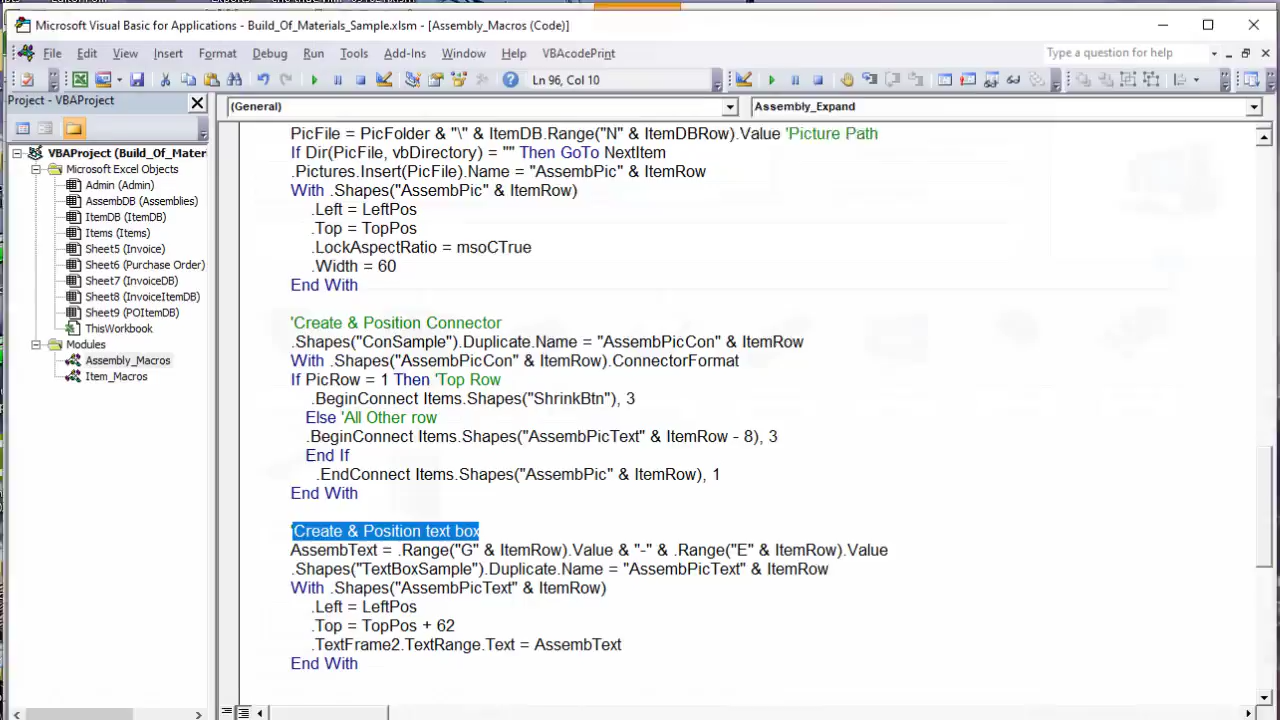 Microsoft Visual Basic for Applications - Build_Of_Materials_Sample.xlsm - [Assembly_Macros (Code)]
File Edit View Insert Format Debug Run Tools Add-Ins Window Help VBAcodePrint
Type a question for help
Ln 96, Col 10
Project - VBAProject
(General)
Assembly_Expand
VBAProject (Build_Of_Mater
Microsoft Excel Objects
Admin (Admin)
AssembDB (Assemblies)
ItemDB (ItemDB)
Items (Items)
Sheet5 (Invoice)
Sheet6 (Purchase Order)
Sheet7 (InvoiceDB)
Sheet8 (InvoiceItemDB)
Sheet9 (POItemDB)
ThisWorkbook
Modules
Assembly_Macros
Item_Macros
PicFile = PicFolder & "\" & ItemDB.Range("N" & ItemDBRow).Value 'Picture Path
If Dir(PicFile, vbDirectory) = "" Then GoTo NextItem
.Pictures.Insert(PicFile).Name = "AssembPic" & ItemRow
With .Shapes("AssembPic" & ItemRow)
.Left = LeftPos
.Top = TopPos
.LockAspectRatio = msoCTrue
.Width = 60
End With
'Create & Position Connector
.Shapes("ConSample").Duplicate.Name = "AssembPicCon" & ItemRow
With .Shapes("AssembPicCon" & ItemRow).ConnectorFormat
If PicRow = 1 Then 'Top Row
.BeginConnect Items.Shapes("ShrinkBtn"), 3
Else 'All Other row
.BeginConnect Items.Shapes("AssembPicText" & ItemRow - 8), 3
End If
.EndConnect Items.Shapes("AssembPic" & ItemRow), 1
End With
'Create & Position text box
AssembText = .Range("G" & ItemRow).Value & "-" & .Range("E" & ItemRow).Value
.Shapes("TextBoxSample").Duplicate.Name = "AssembPicText" & ItemRow
With .Shapes("AssembPicText" & ItemRow)
.Left = LeftPos
.Top = TopPos + 62
.TextFrame2.TextRange.Text = AssembText
End With